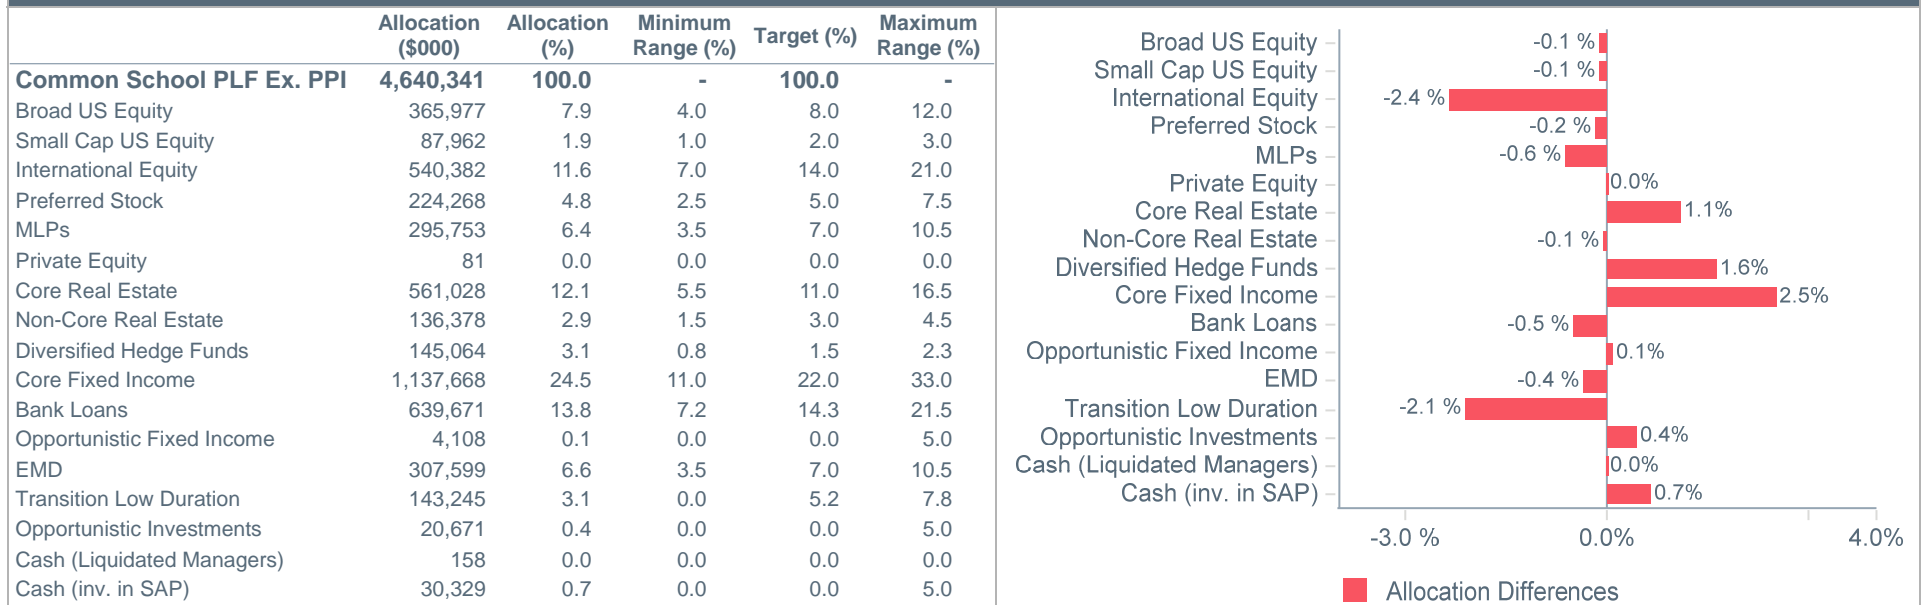 Allocation ($000) Allocation (%) Minimum Range (%) Target (%) Maximum Range (%)
Common School PLF Ex. PPI 4,640,341 100.0 - 100.0 -
Broad US Equity 365,977 7.9 4.0 8.0 12.0
Small Cap US Equity 87,962 1.9 1.0 2.0 3.0
International Equity 540,382 11.6 7.0 14.0 21.0
Preferred Stock 224,268 4.8 2.5 5.0 7.5
MLPs 295,753 6.4 3.5 7.0 10.5
Private Equity 81 0.0 0.0 0.0 0.0
Core Real Estate 561,028 12.1 5.5 11.0 16.5
Non-Core Real Estate 136,378 2.9 1.5 3.0 4.5
Diversified Hedge Funds 145,064 3.1 0.8 1.5 2.3
Core Fixed Income 1,137,668 24.5 11.0 22.0 33.0
Bank Loans 639,671 13.8 7.2 14.3 21.5
Opportunistic Fixed Income 4,108 0.1 0.0 0.0 5.0
EMD 307,599 6.6 3.5 7.0 10.5
Transition Low Duration 143,245 3.1 0.0 5.2 7.8
Opportunistic Investments 20,671 0.4 0.0 0.0 5.0
Cash (Liquidated Managers) 158 0.0 0.0 0.0 0.0
Cash (inv. in SAP) 30,329 0.7 0.0 0.0 5.0
Broad US Equity -0.1 %
Small Cap US Equity -0.1 %
International Equity -2.4 %
Preferred Stock -0.2 %
MLPs -0.6 %
Private Equity 0.0%
Core Real Estate 1.1%
Non-Core Real Estate -0.1 %
Diversified Hedge Funds 1.6%
Core Fixed Income 2.5%
Bank Loans -0.5 %
Opportunistic Fixed Income 0.1%
EMD -0.4 %
Transition Low Duration -2.1 %
Opportunistic Investments 0.4%
Cash (Liquidated Managers) 0.0%
Cash (inv. in SAP) 0.7%
-3.0 % 0.0% 4.0%
Allocation Differences